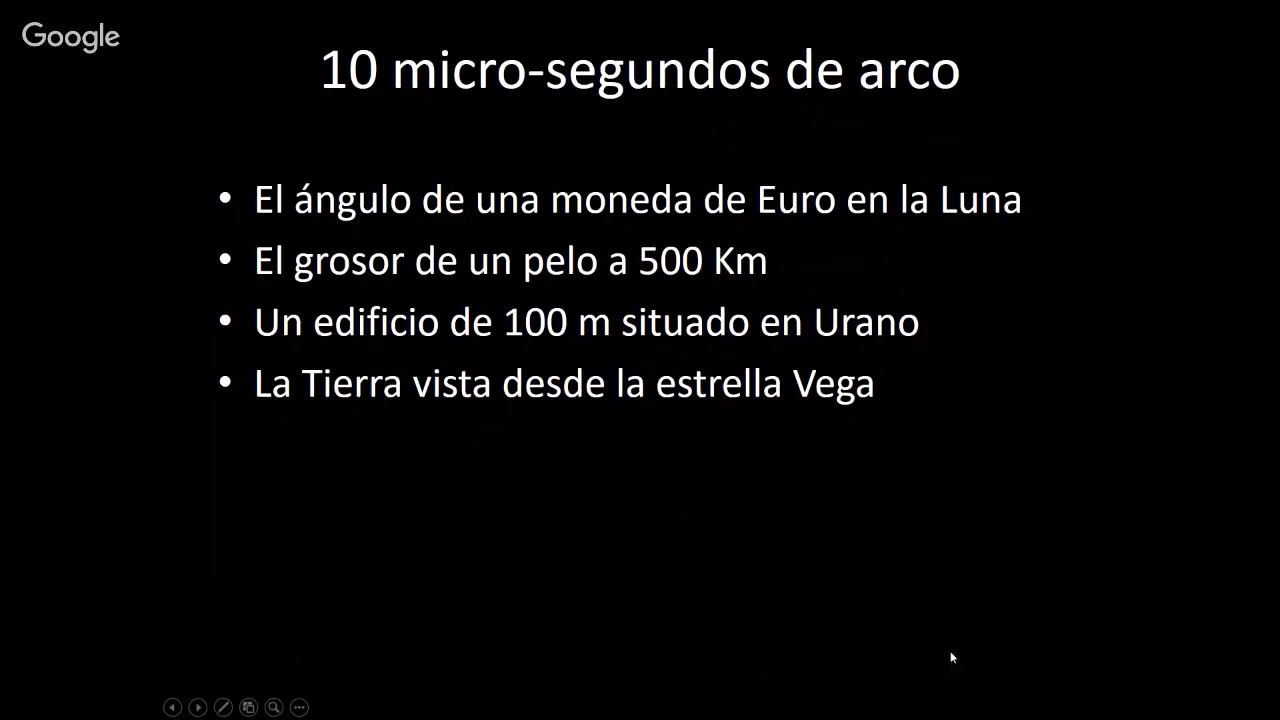 Google
10 micro-segundos de arco
• El ángulo de una moneda de Euro en la Luna
• El grosor de un pelo a 500 Km
• Un edificio de 100 m situado en Urano
• La Tierra vista desde la estrella Vega